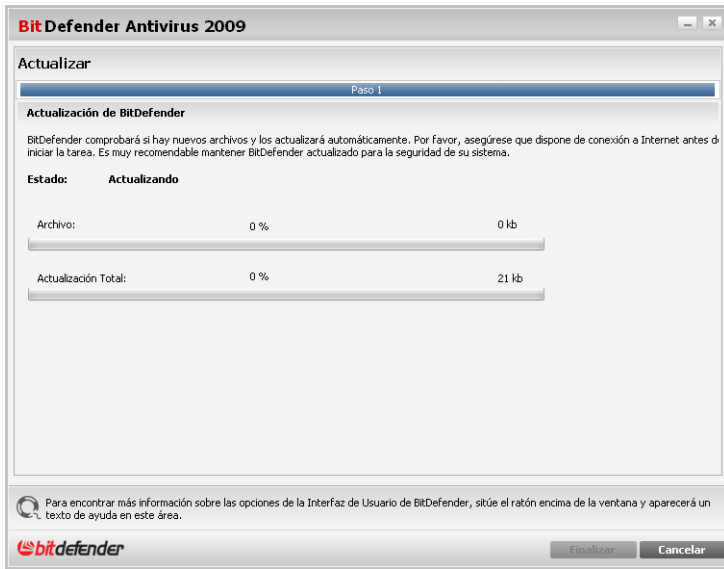 BitDefender Antivirus 2009
Actualizar
Paso 1
Actualización de BitDefender
BitDefender comprobará si hay nuevos archivos y los actualizará automáticamente. Por favor, asegúrese que dispone de conexión a Internet antes d
iniciar la tarea. Es muy recomendable mantener BitDefender actualizado para la seguridad de su sistema.
Estado: Actualizando
Archivo: 0 % 0 kb
Actualización Total: 0 % 21 kb
Para encontrar más información sobre las opciones de la Interfaz de Usuario de BitDefender, sitúe el ratón encima de la ventana y aparecerá un
texto de ayuda en este área.
bitdefender
Finalizar Cancelar